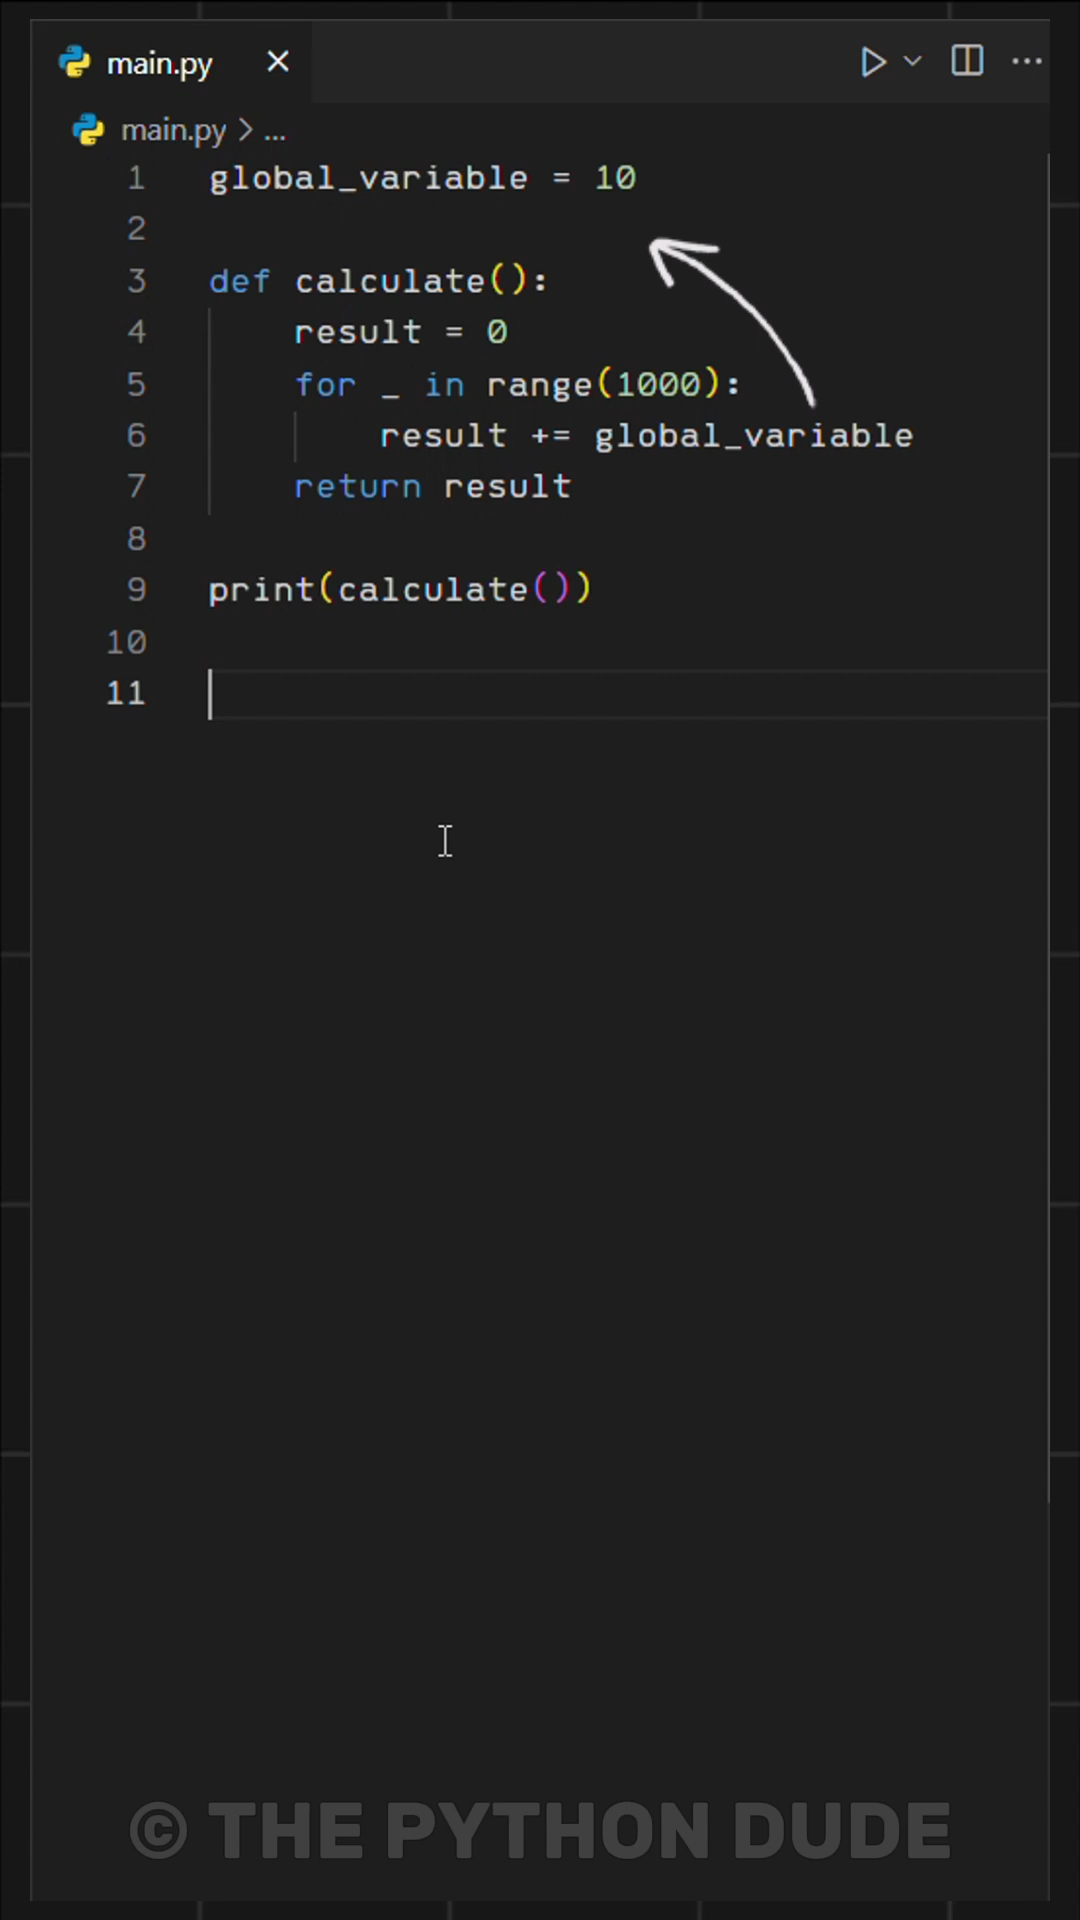 main.py
main.py > ...
1 global_variable = 10
2
3 def calculate():
4     result = 0
5     for _ in range(1000):
6         result += global_variable
7     return result
8
9 print(calculate())
10
11
© THE PYTHON DUDE